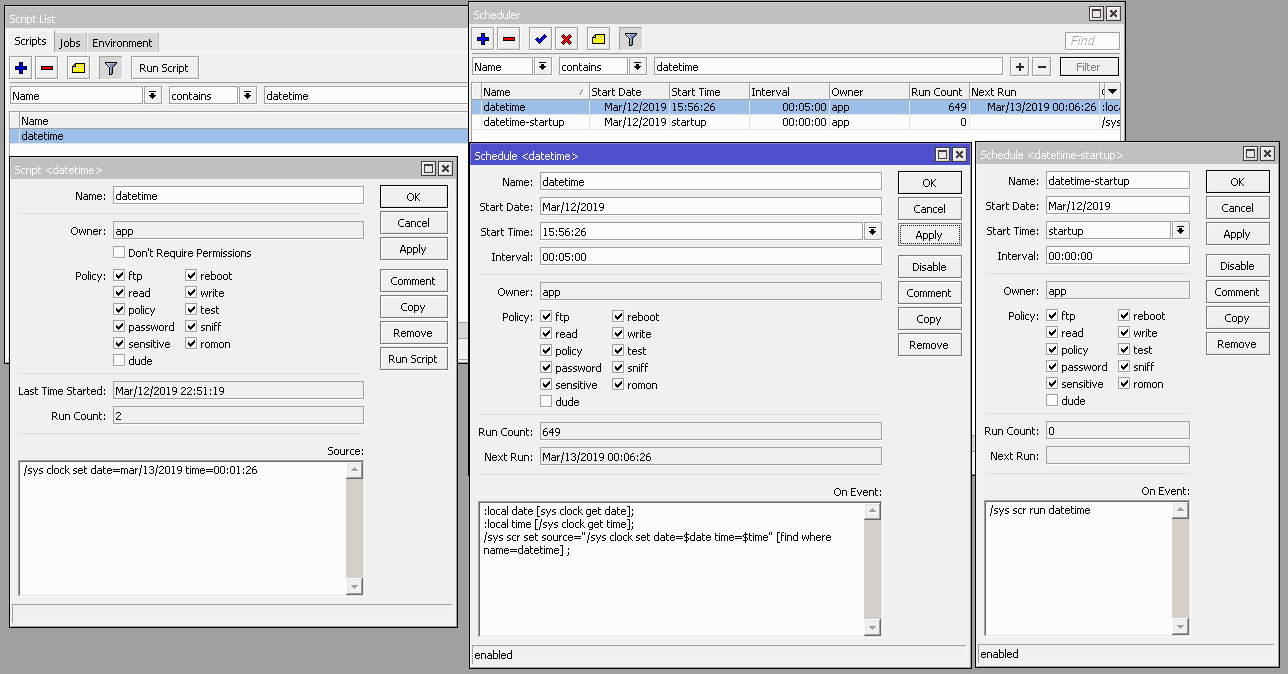 Script List
Scripts Jobs Environment
Run Script
Name contains datetime
Name
datetime
Scheduler
Find
Name contains datetime Filter
Name Start Date Start Time Interval Owner Run Count Next Run
datetime Mar/12/2019 15:56:26 00:05:00 app 649 Mar/13/2019 00:06:26 :loc
datetime-startup Mar/12/2019 startup 00:00:00 app 0 /sys
Script <datetime>
Name: datetime OK
Cancel
Owner: app
Don't Require Permissions Apply
Policy: ftp reboot
read write Comment
policy test Copy
password sniff Remove
sensitive romon
dude Run Script
Last Time Started: Mar/12/2019 22:51:19
Run Count: 2
Source:
/sys clock set date=mar/13/2019 time=00:01:26
Schedule <datetime>
Name: datetime OK
Start Date: Mar/12/2019 Cancel
Start Time: 15:56:26 Apply
Interval: 00:05:00 Disable
Owner: app Comment
Policy: ftp reboot Copy
read write
policy test Remove
password sniff
sensitive romon
dude
Run Count: 649
Next Run: Mar/13/2019 00:06:26
On Event:
:local date [sys clock get date];
:local time [/sys clock get time];
/sys scr set source="/sys clock set date=$date time=$time" [find where
name=datetime] ;
enabled
Schedule <datetime-startup>
Name: datetime-startup OK
Start Date: Mar/12/2019 Cancel
Start Time: startup Apply
Interval: 00:00:00 Disable
Owner: app Comment
Policy: ftp reboot Copy
read write
policy test Remove
password sniff
sensitive romon
dude
Run Count: 0
Next Run:
On Event:
/sys scr run datetime
enabled